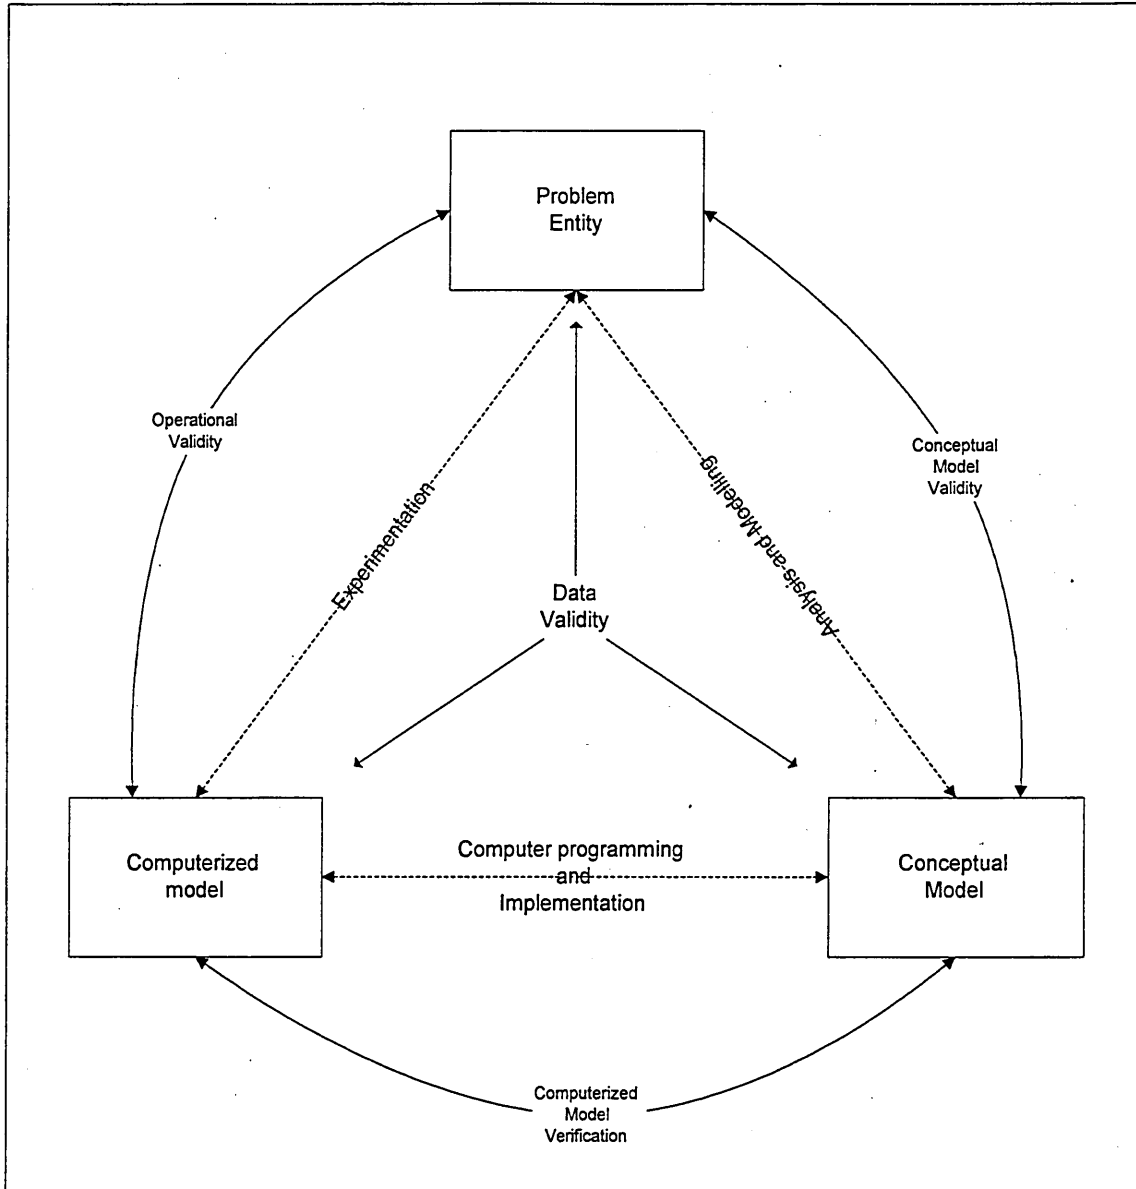 Problem
Entity
Operational
Validity
Conceptual
Model
Validity
Experimentation
Analysis and Modelling
Data
Validity
Computerized
model
Computer programming
and
Implementation
Conceptual
Model
Computerized
Model
Verification